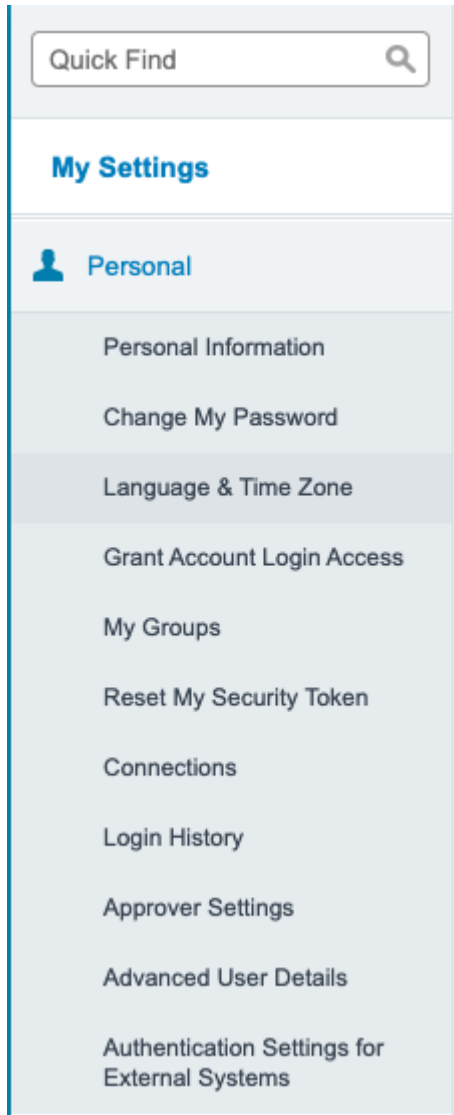 Quick Find
My Settings
Personal
Personal Information
Change My Password
Language & Time Zone
Grant Account Login Access
My Groups
Reset My Security Token
Connections
Login History
Approver Settings
Advanced User Details
Authentication Settings for
External Systems